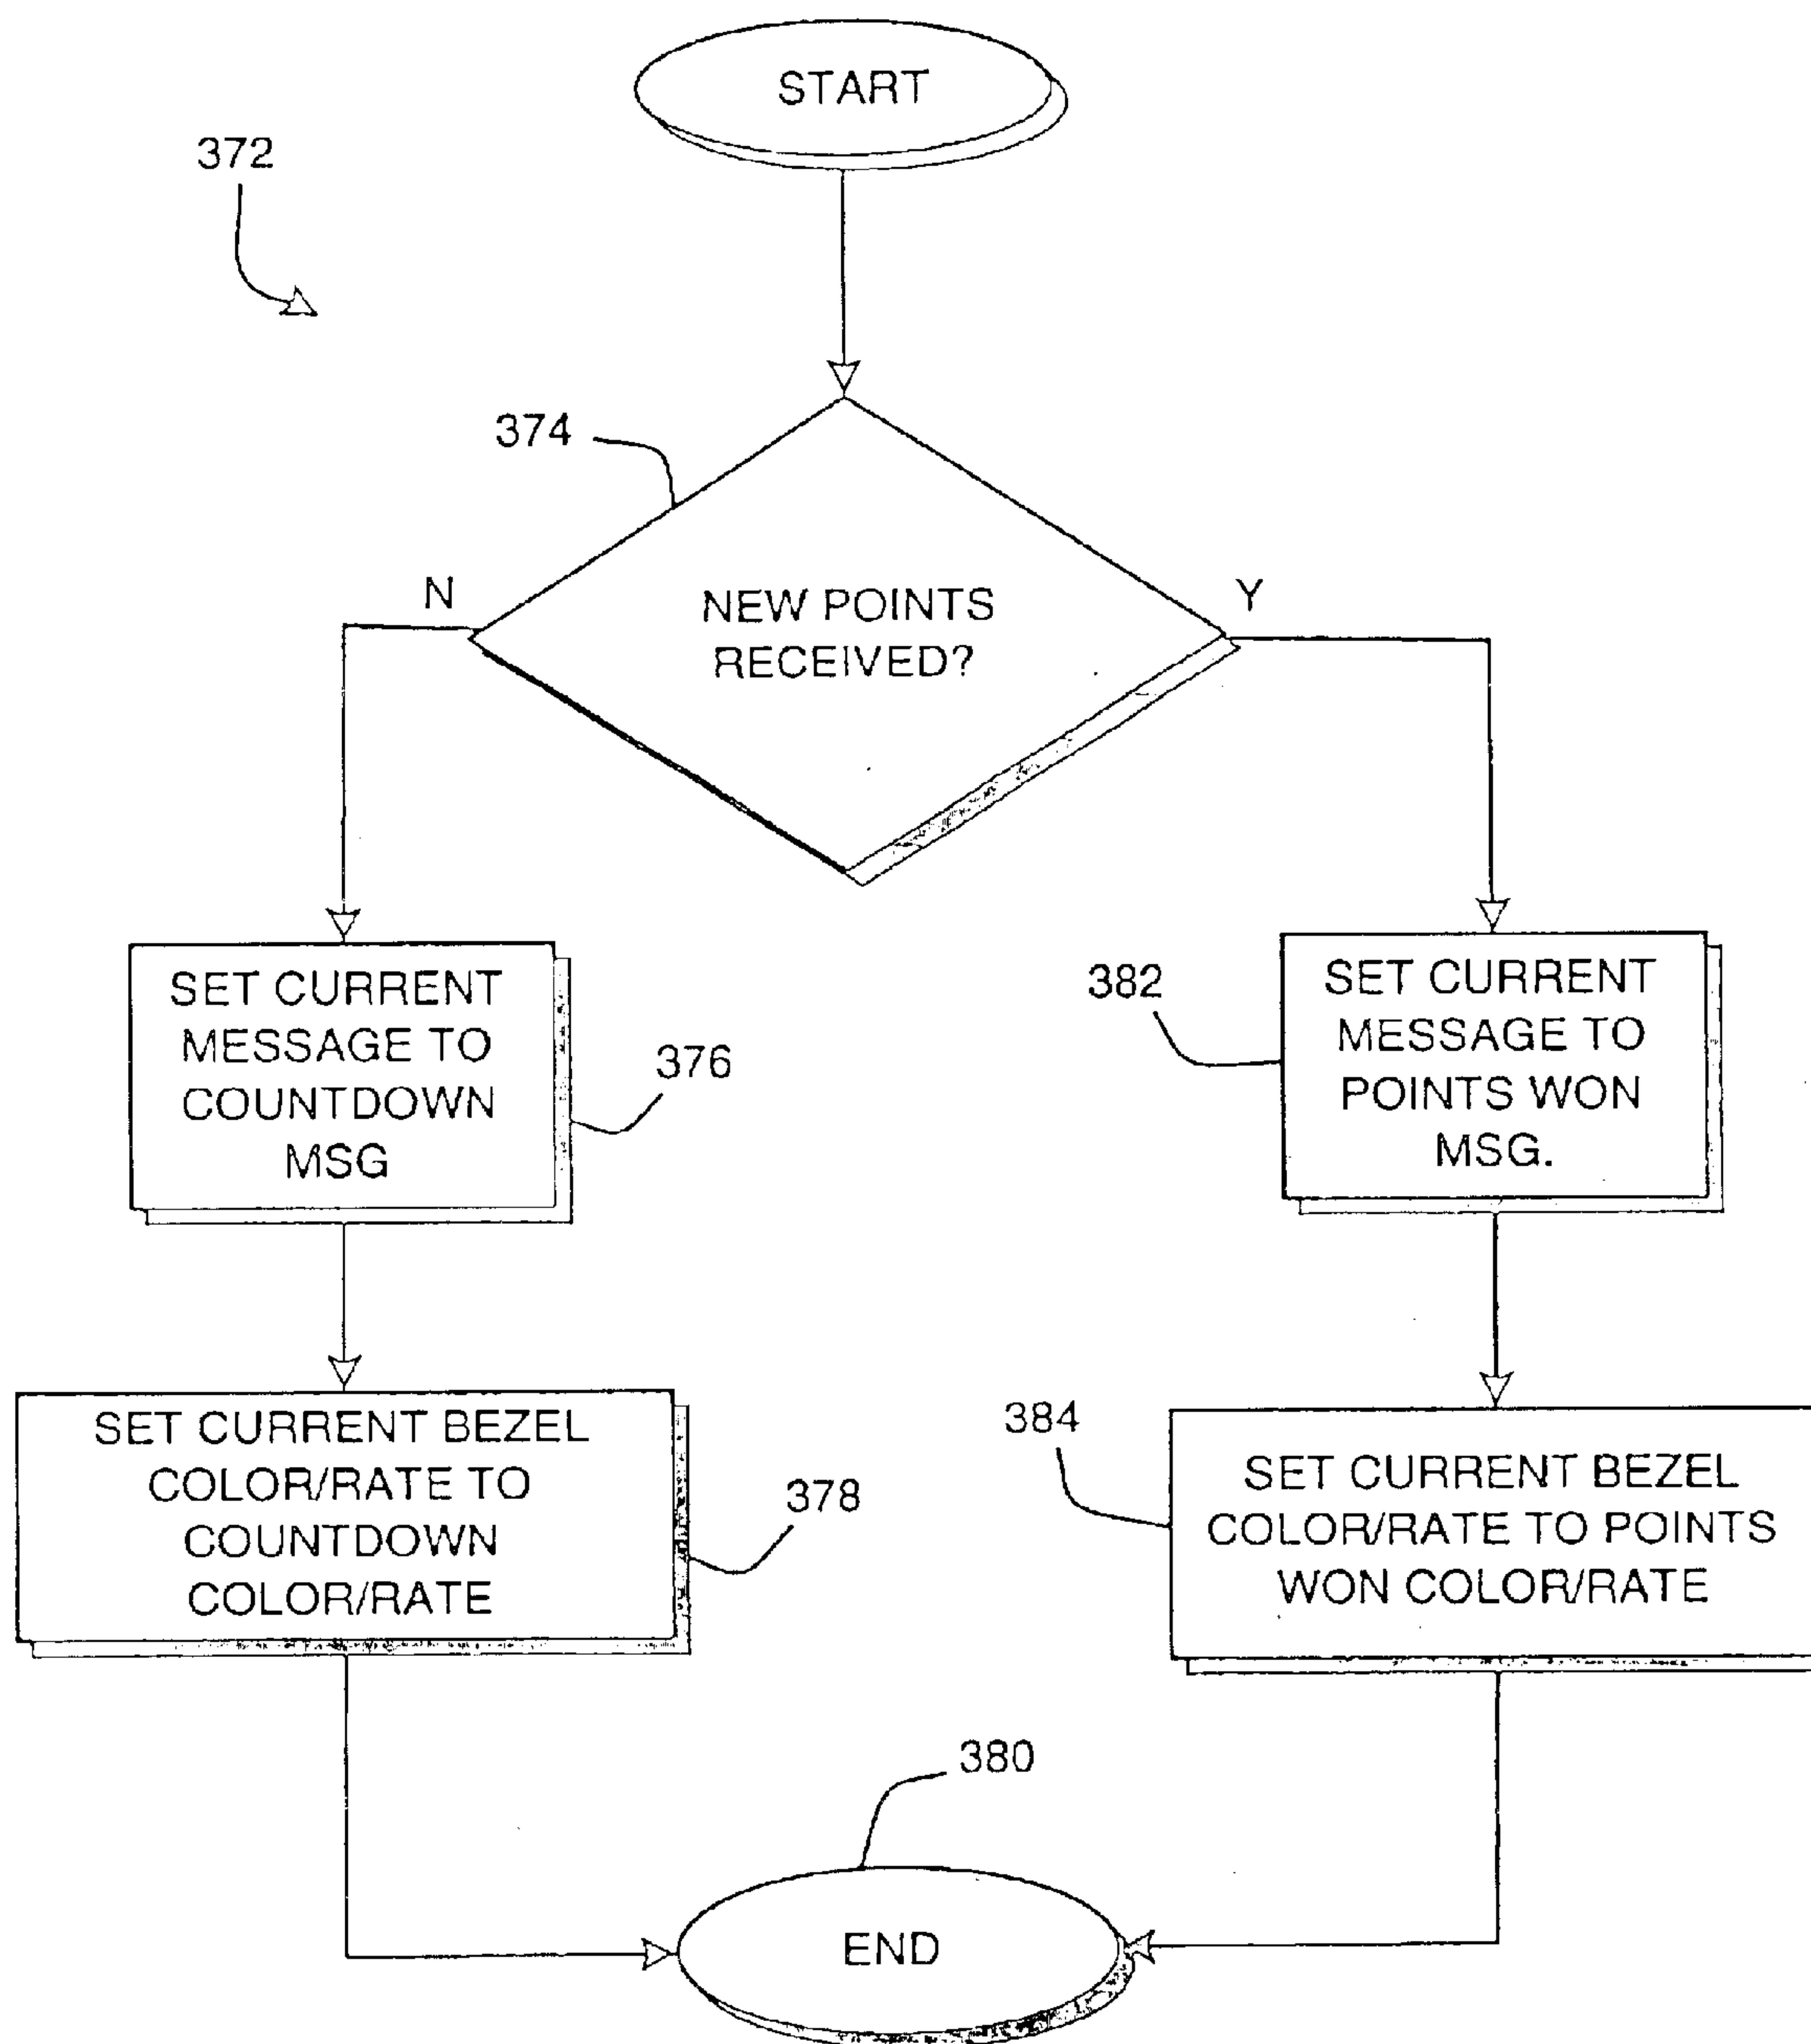 START
372
374
N
Y
NEW POINTS
RECEIVED?
SET CURRENT
MESSAGE TO
COUNTDOWN
MSG
376
382
SET CURRENT
MESSAGE TO
POINTS WON
MSG.
SET CURRENT BEZEL
COLOR/RATE TO
COUNTDOWN
COLOR/RATE
378
384
SET CURRENT BEZEL
COLOR/RATE TO POINTS
WON COLOR/RATE
380
END